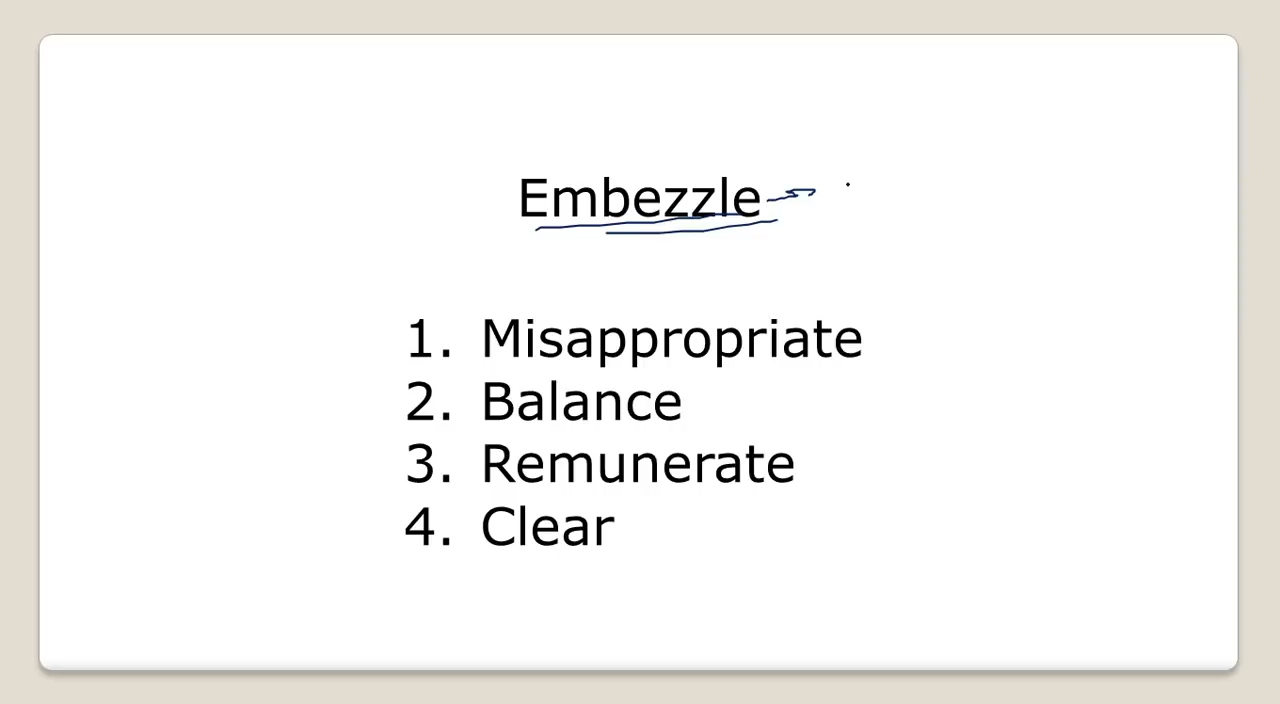 Embezzle
1. Misappropriate
2. Balance
3. Remunerate
4. Clear